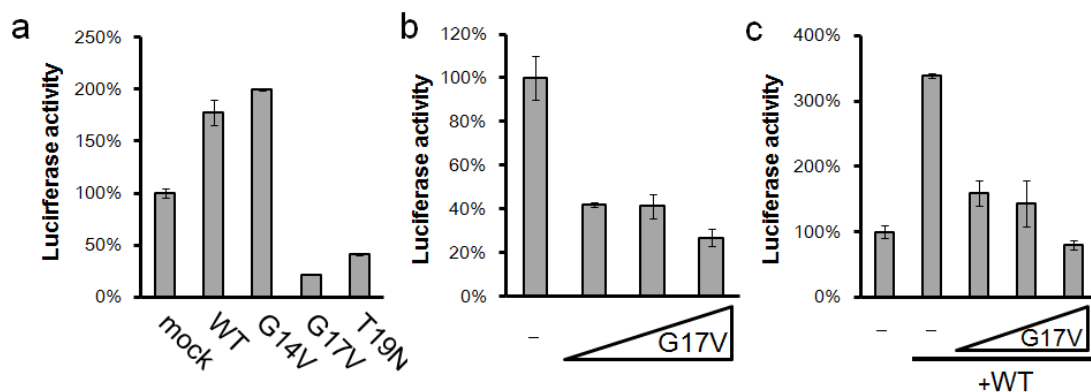 a
Lucirferase activity
250%
200%
150%
100%
50%
0%
mock
WT
G14V
G17V
T19N
b
Luciferase activity
120%
100%
80%
60%
40%
20%
0%
–
G17V
c
Luciferase activity
400%
300%
200%
100%
0%
–
–
G17V
+WT